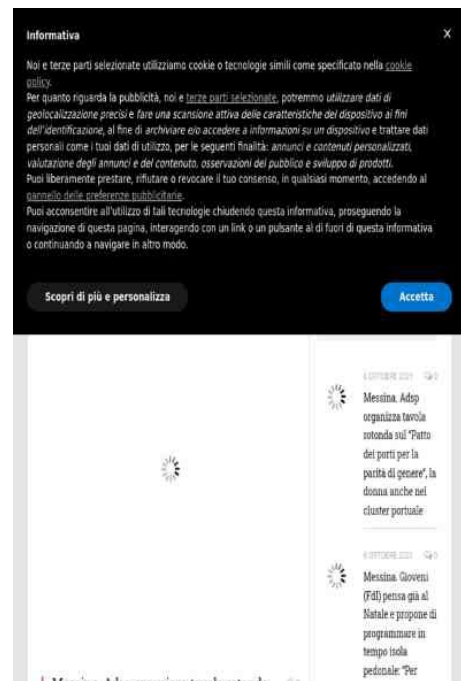 Informativa
X
Noi e terze parti selezionate utilizziamo cookie o tecnologie simili come specificato nella cookie
policy.
Per quanto riguarda la pubblicità, noi e terze parti selezionate, potremmo utilizzare dati di
geolocalizzazione precisi e fare una scansione attiva delle caratteristiche del dispositivo ai fini
dell'identificazione, al fine di archiviare e/o accedere a informazioni su un dispositivo e trattare dati
personali come i tuoi dati di utilizzo, per le seguenti finalità: annunci e contenuti personalizzati,
valutazione degli annunci e del contenuto, osservazioni del pubblico e sviluppo di prodotti.
Puoi liberamente prestare, rifiutare o revocare il tuo consenso, in qualsiasi momento, accedendo al
pannello delle preferenze pubblicitarie.
Puoi acconsentire all'utilizzo di tali tecnologie chiudendo questa informativa, proseguendo la
navigazione di questa pagina, interagendo con un link o un pulsante al di fuori di questa informativa
o continuando a navigare in altro modo.
Scopri di più e personalizza
Accetta
6 OTTOBRE 2021 0
Messina. Adsp
organizza tavola
rotonda sul "Patto
dei porti per la
parità di genere", la
donna anche nel
cluster portuale
6 OTTOBRE 2021 0
Messina. Gioveni
(FdI) pensa già al
Natale e propone di
programmare in
tempo isola
pedonale: "Per